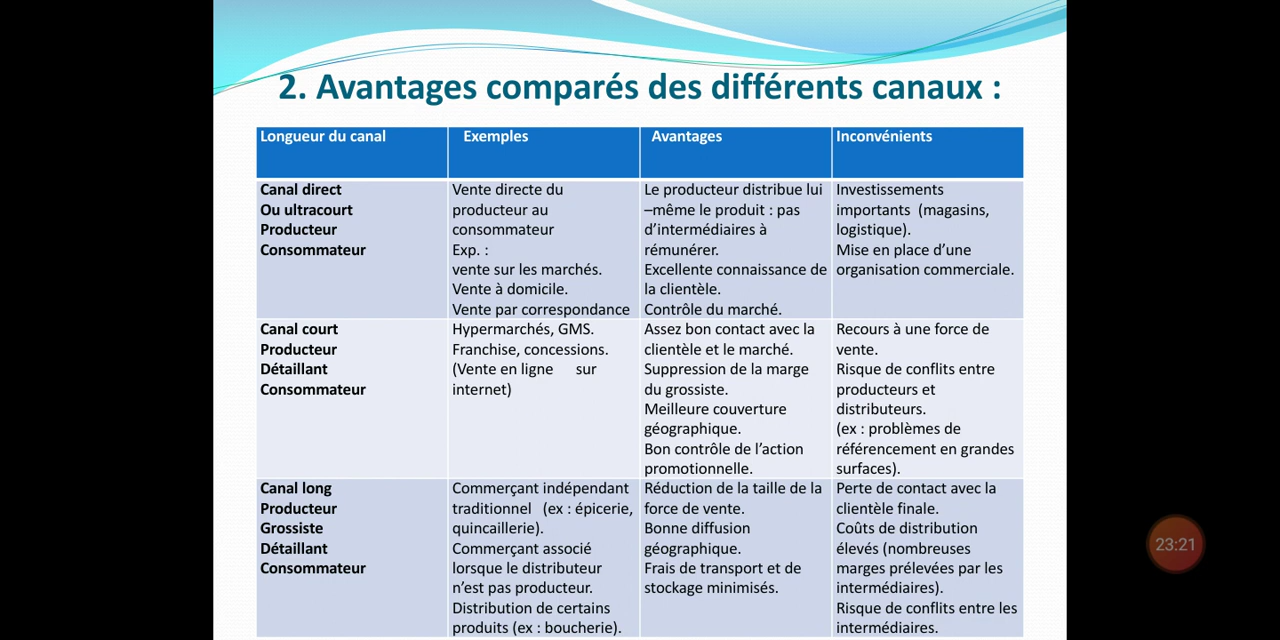 2. Avantages comparés des différents canaux :
Longueur du canal
Exemples
Avantages
Inconvénients
Canal direct
Ou ultracourt
Producteur
Consommateur
Vente directe du
producteur au
consommateur
Exp. :
vente sur les marchés.
Vente à domicile.
Vente par correspondance
Le producteur distribue lui
–même le produit : pas
d’intermédiaires à
rémunérer.
Excellente connaissance de
la clientèle.
Contrôle du marché.
Investissements
importants (magasins,
logistique).
Mise en place d’une
organisation commerciale.
Canal court
Producteur
Détaillant
Consommateur
Hypermarchés, GMS.
Franchise, concessions.
(Vente en ligne sur
internet)
Assez bon contact avec la
clientèle et le marché.
Suppression de la marge
du grossiste.
Meilleure couverture
géographique.
Bon contrôle de l’action
promotionnelle.
Recours à une force de
vente.
Risque de conflits entre
producteurs et
distributeurs.
(ex : problèmes de
référencement en grandes
surfaces).
Canal long
Producteur
Grossiste
Détaillant
Consommateur
Commerçant indépendant
traditionnel (ex : épicerie,
quincaillerie).
Commerçant associé
lorsque le distributeur
n’est pas producteur.
Distribution de certains
produits (ex : boucherie).
Réduction de la taille de la
force de vente.
Bonne diffusion
géographique.
Frais de transport et de
stockage minimisés.
Perte de contact avec la
clientèle finale.
Coûts de distribution
élevés (nombreuses
marges prélevées par les
intermédiaires).
Risque de conflits entre les
intermédiaires.
23:21